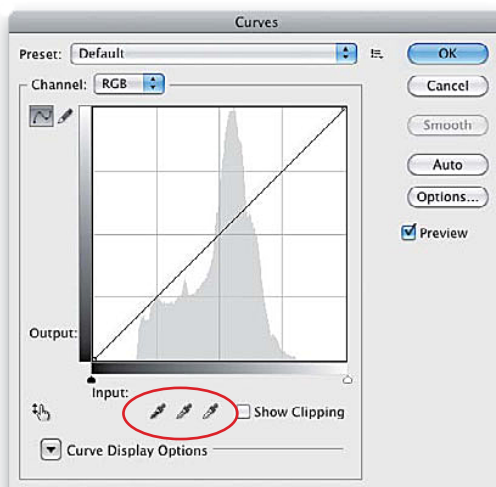 Curves
Preset: Default
OK
Channel: RGB
Cancel
Smooth
Auto
Options...
Preview
Output:
Input:
Show Clipping
Curve Display Options